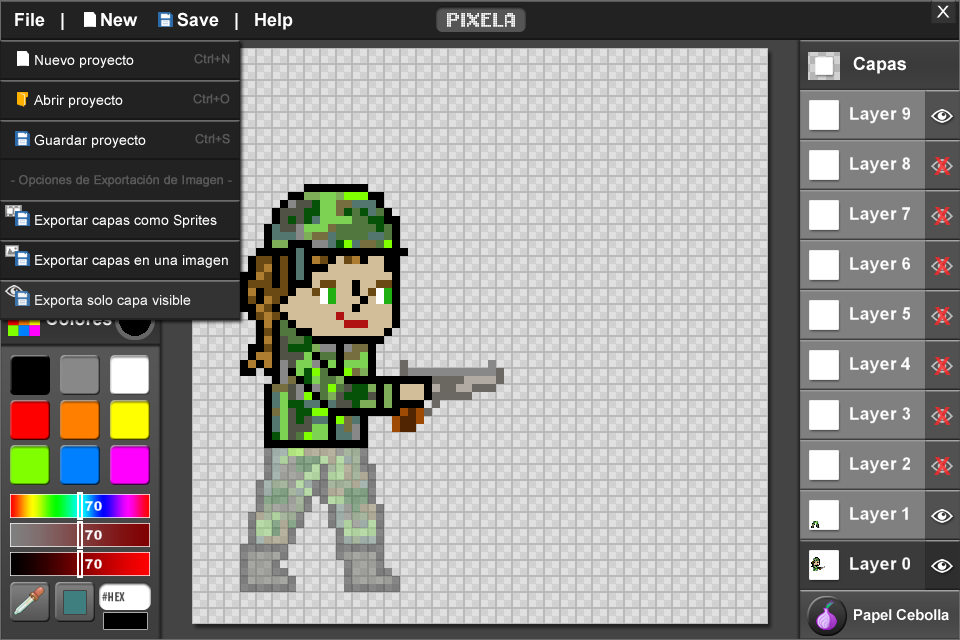 File | New Save | Help
PIXELA
X
Nuevo proyecto Ctrl+N
Abrir proyecto Ctrl+O
Guardar proyecto Ctrl+S
- Opciones de Exportación de Imagen -
Exportar capas como Sprites
Exportar capas en una imagen
Exporta solo capa visible
Colores
70
70
70
#HEX
Capas
Layer 9
Layer 8
Layer 7
Layer 6
Layer 5
Layer 4
Layer 3
Layer 2
Layer 1
Layer 0
Papel Cebolla